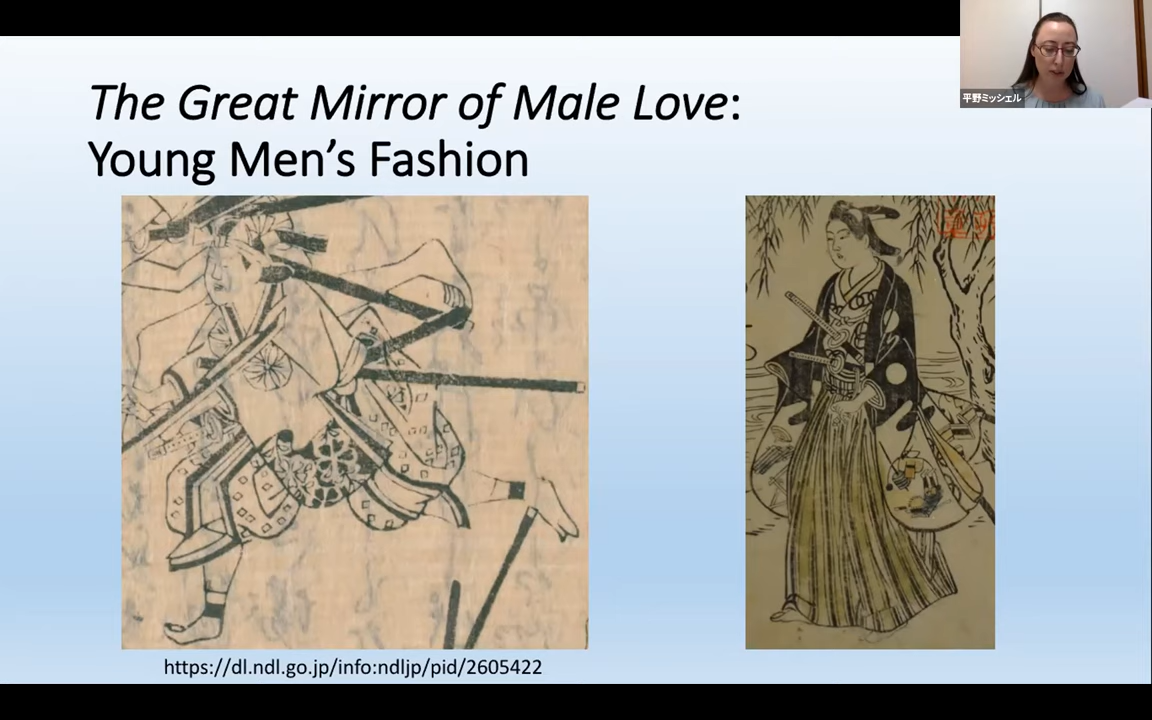 The Great Mirror of Male Love:
Young Men's Fashion
平野ミッシェル
https://dl.ndl.go.jp/info:ndljp/pid/2605422